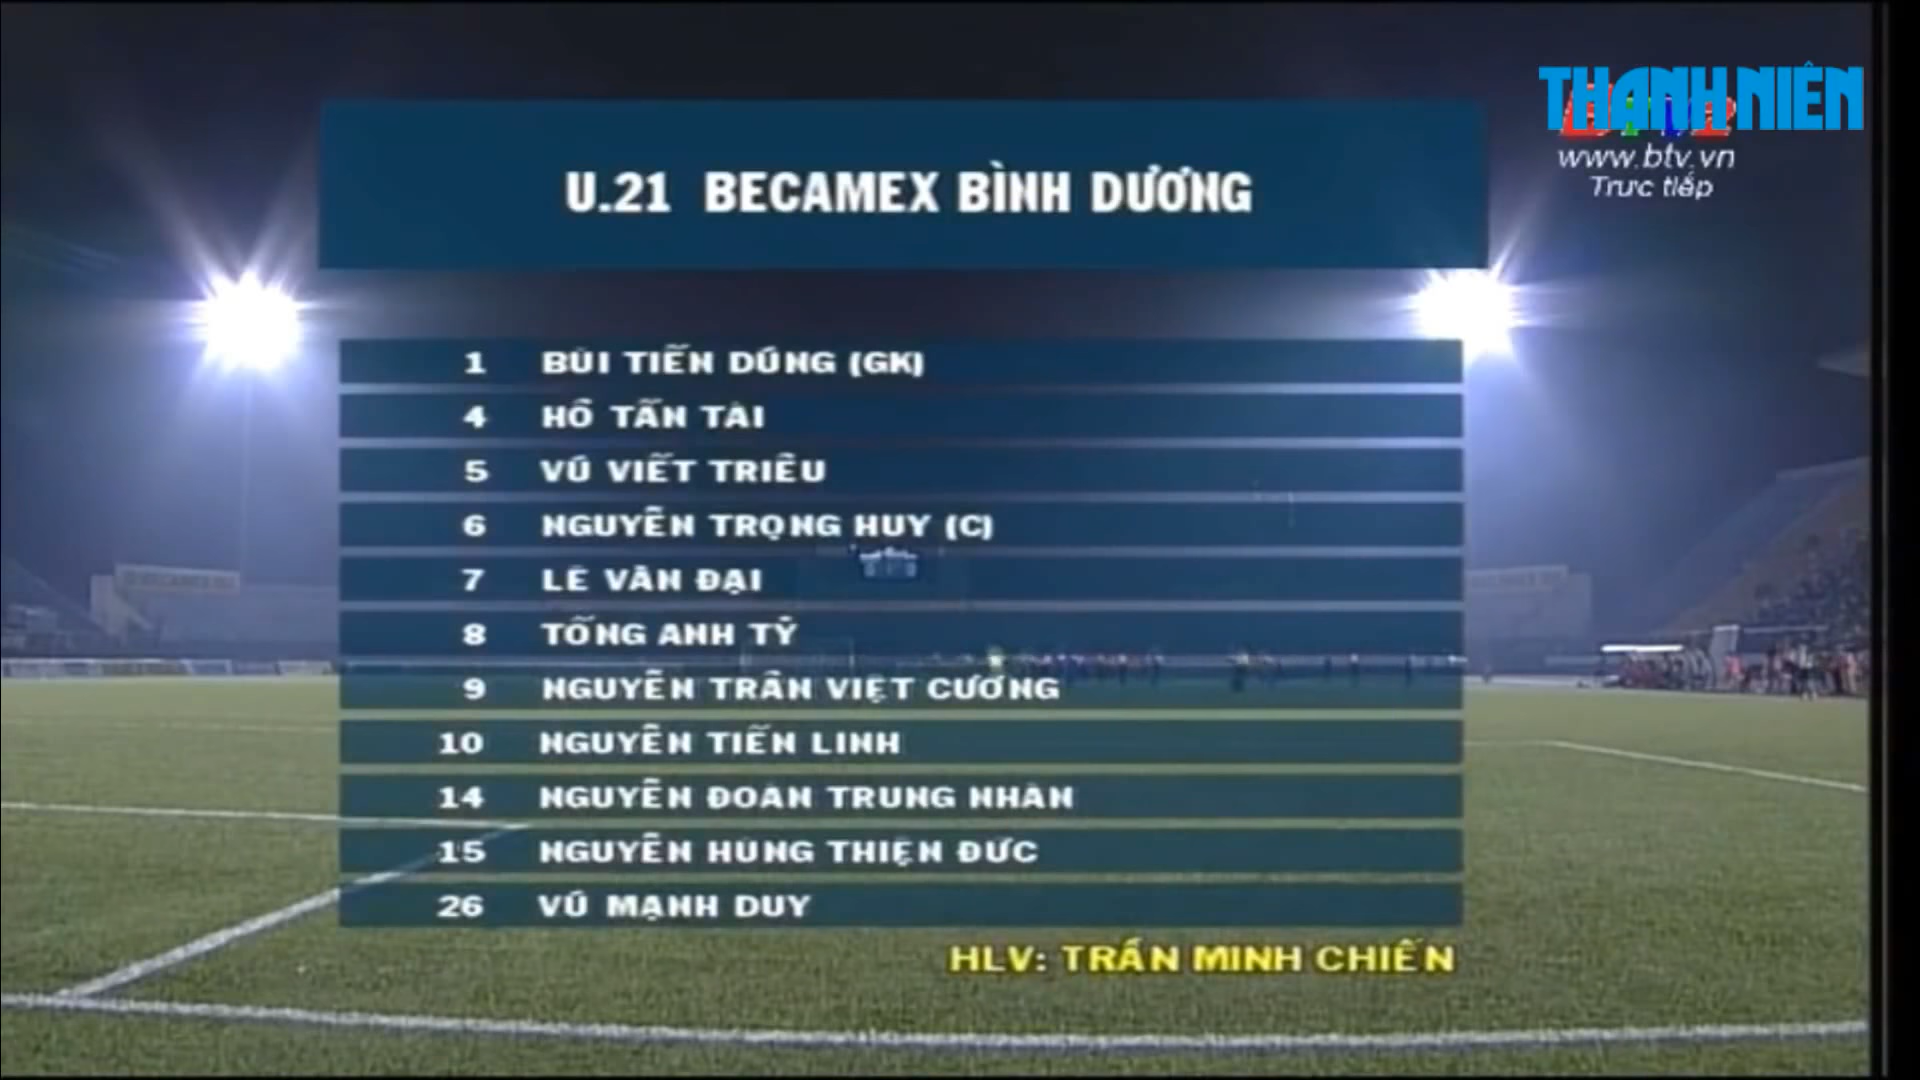 THANH NIÊN
www.btv.vn
Trực tiếp
U.21 BECAMEX BÌNH DƯƠNG
1 BÙI TIẾN DŨNG (GK)
4 HỒ TẤN TÀI
5 VŨ VIẾT TRIỀU
6 NGUYỄN TRỌNG HUY (C)
7 LÊ VĂN ĐẠI
8 TỐNG ANH TỶ
9 NGUYỄN TRẦN VIỆT CƯỜNG
10 NGUYỄN TIẾN LINH
14 NGUYỄN ĐOÀN TRUNG NHÂN
15 NGUYỄN HÙNG THIỆN ĐỨC
26 VŨ MẠNH DUY
HLV: TRẦN MINH CHIẾN